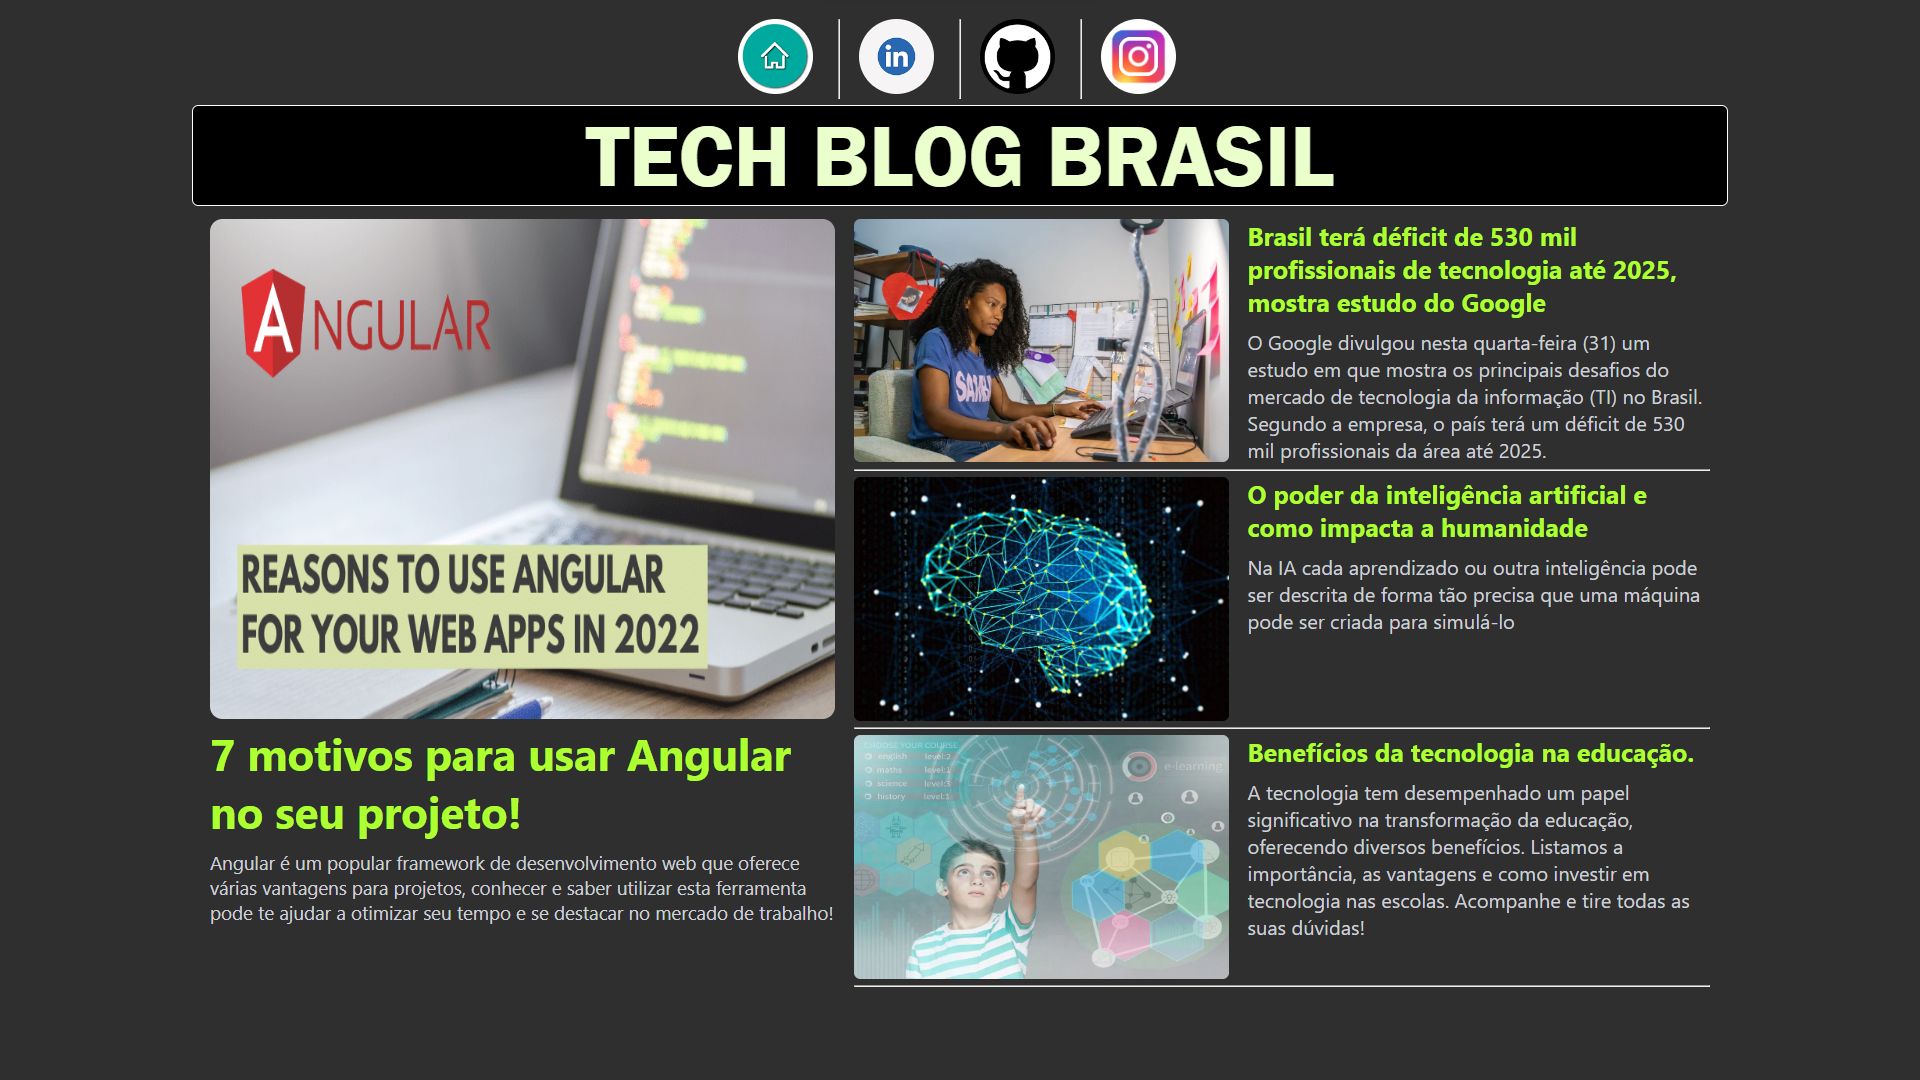 in
TECH BLOG BRASIL
ANGULAR
REASONS TO USE ANGULAR
FOR YOUR WEB APPS IN 2022
7 motivos para usar Angular
no seu projeto!
Angular é um popular framework de desenvolvimento web que oferece
várias vantagens para projetos, conhecer e saber utilizar esta ferramenta
pode te ajudar a otimizar seu tempo e se destacar no mercado de trabalho!
Brasil terá déficit de 530 mil
profissionais de tecnologia até 2025,
mostra estudo do Google
O Google divulgou nesta quarta-feira (31) um
estudo em que mostra os principais desafios do
mercado de tecnologia da informação (TI) no Brasil.
Segundo a empresa, o país terá um déficit de 530
mil profissionais da área até 2025.
O poder da inteligência artificial e
como impacta a humanidade
Na IA cada aprendizado ou outra inteligência pode
ser descrita de forma tão precisa que uma máquina
pode ser criada para simulá-lo
CHOOSE YOUR COURSE
english level:2
maths level:1
science level:3
history level:1
e-learning
Benefícios da tecnologia na educação.
A tecnologia tem desempenhado um papel
significativo na transformação da educação,
oferecendo diversos benefícios. Listamos a
importância, as vantagens e como investir em
tecnologia nas escolas. Acompanhe e tire todas as
suas dúvidas!